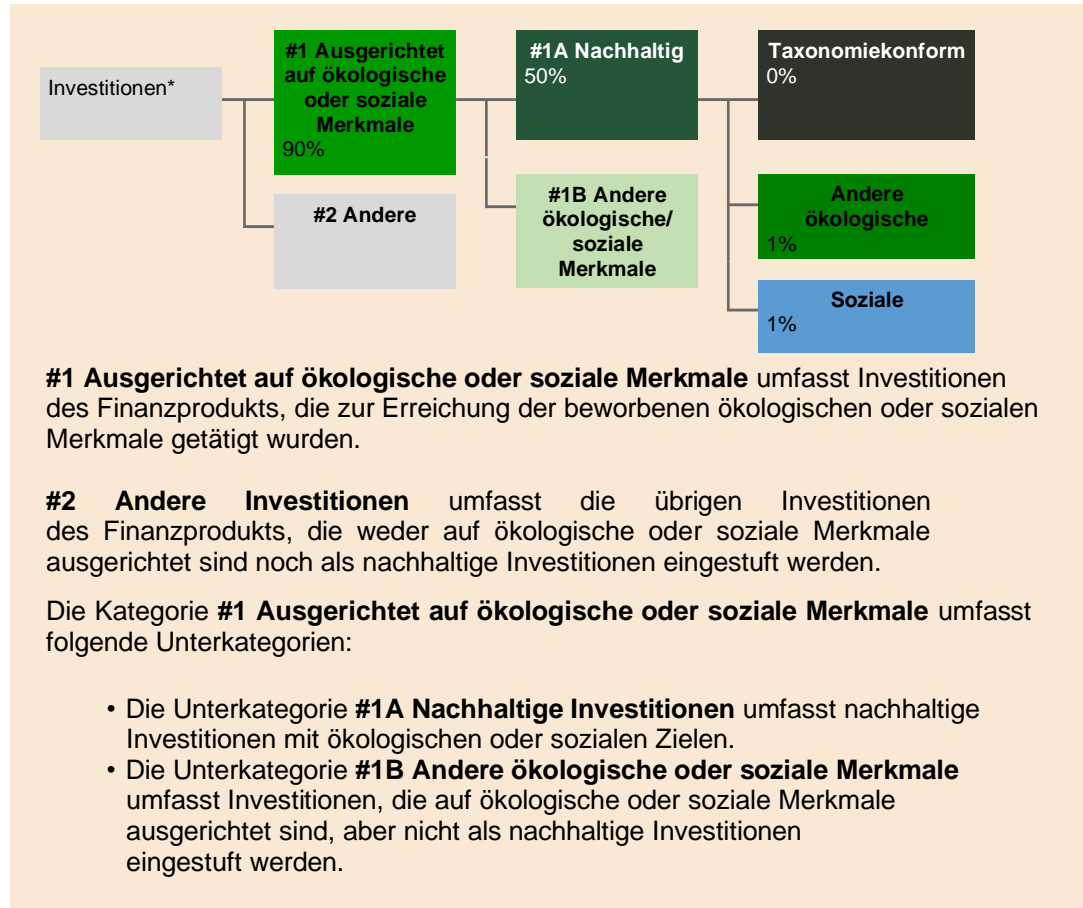 Investitionen*
#1 Ausgerichtet
auf ökologische
oder soziale
Merkmale
90%
#2 Andere
#1A Nachhaltig
50%
#1B Andere
ökologische/
soziale
Merkmale
Taxonomiekonform
0%
Andere
ökologische
1%
Soziale
1%
#1 Ausgerichtet auf ökologische oder soziale Merkmale umfasst Investitionen
des Finanzprodukts, die zur Erreichung der beworbenen ökologischen oder sozialen
Merkmale getätigt wurden.
#2 Andere Investitionen umfasst die übrigen Investitionen
des Finanzprodukts, die weder auf ökologische oder soziale Merkmale
ausgerichtet sind noch als nachhaltige Investitionen eingestuft werden.
Die Kategorie #1 Ausgerichtet auf ökologische oder soziale Merkmale umfasst
folgende Unterkategorien:
• Die Unterkategorie #1A Nachhaltige Investitionen umfasst nachhaltige
Investitionen mit ökologischen oder sozialen Zielen.
• Die Unterkategorie #1B Andere ökologische oder soziale Merkmale
umfasst Investitionen, die auf ökologische oder soziale Merkmale
ausgerichtet sind, aber nicht als nachhaltige Investitionen
eingestuft werden.